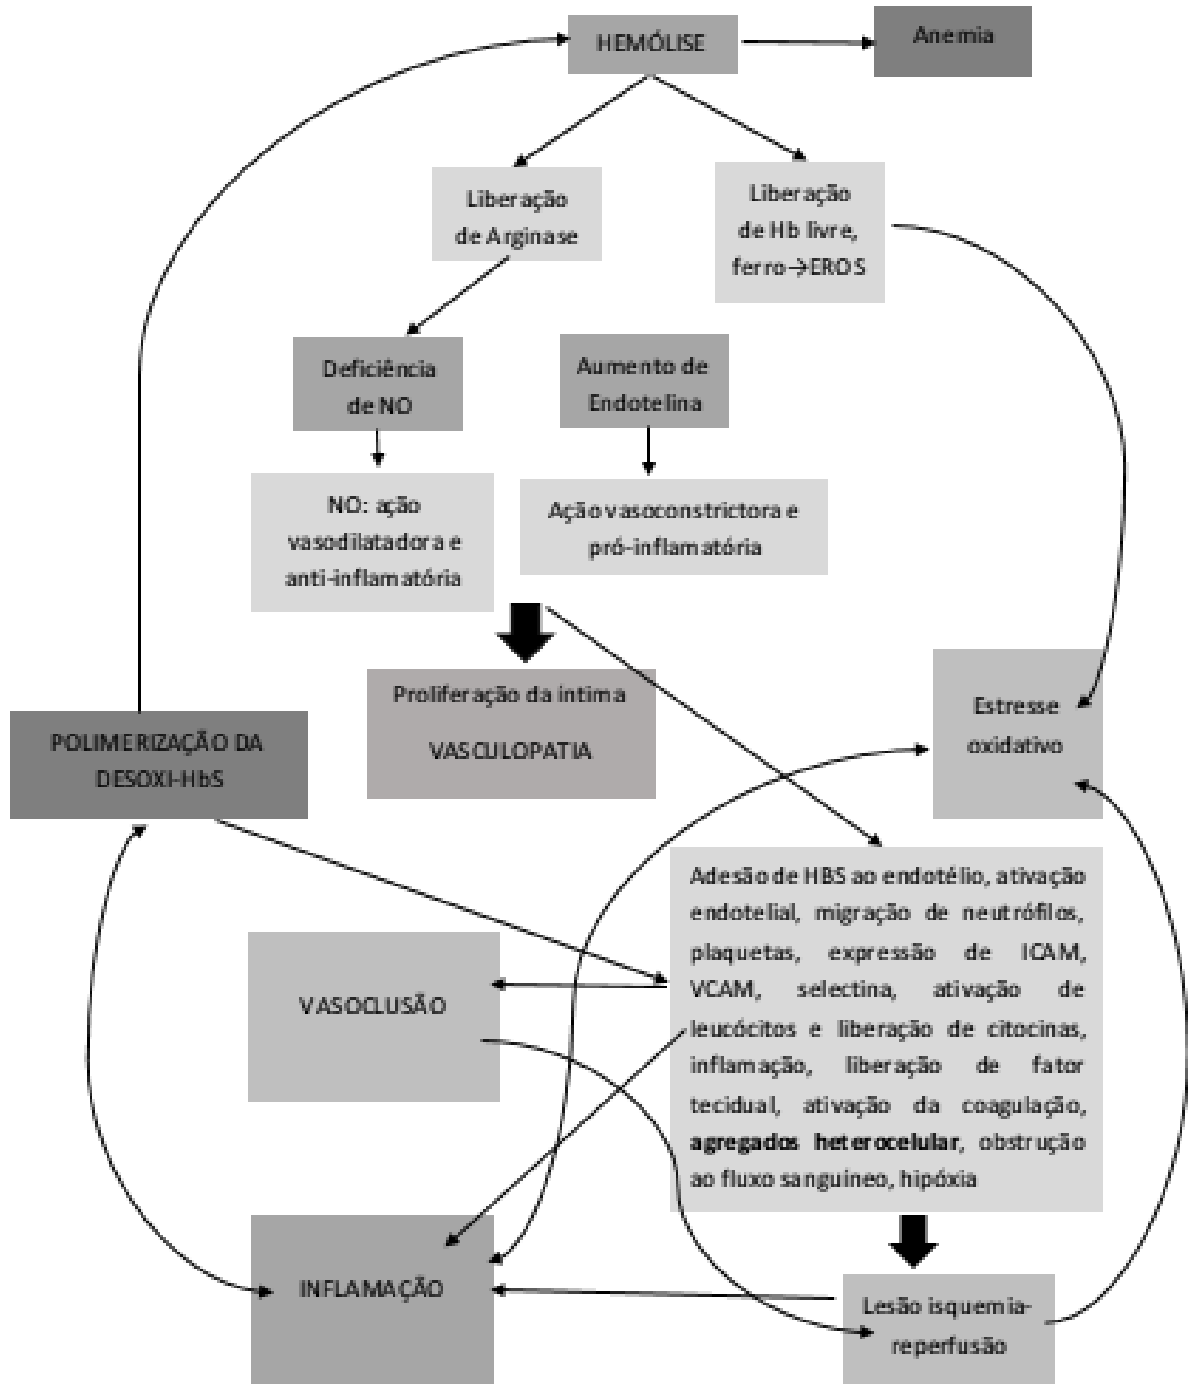 HEMÓLISE
Anemia
Liberação
de Arginase
Liberação
de Hb livre,
ferro→EROS
Deficiência
de NO
Aumento de
Endotelina
NO: ação
vasodilatadora e
anti-inflamatória
Ação vasoconstrictora e
pró-inflamatória
Proliferação da íntima
VASCULOPATIA
Estresse
oxidativo
POLIMERIZAÇÃO DA
DESOXI-HbS
Adesão de HBS ao endotélio, ativação
endotelial, migração de neutrófilos,
plaquetas, expressão de ICAM,
VCAM, selectina, ativação de
leucócitos e liberação de citocinas,
inflamação, liberação de fator
tecidual, ativação da coagulação,
agregados heterocelular, obstrução
ao fluxo sanguíneo, hipóxia
VASOCLUSÃO
INFLAMAÇÃO
Lesão isquemia-
reperfusão